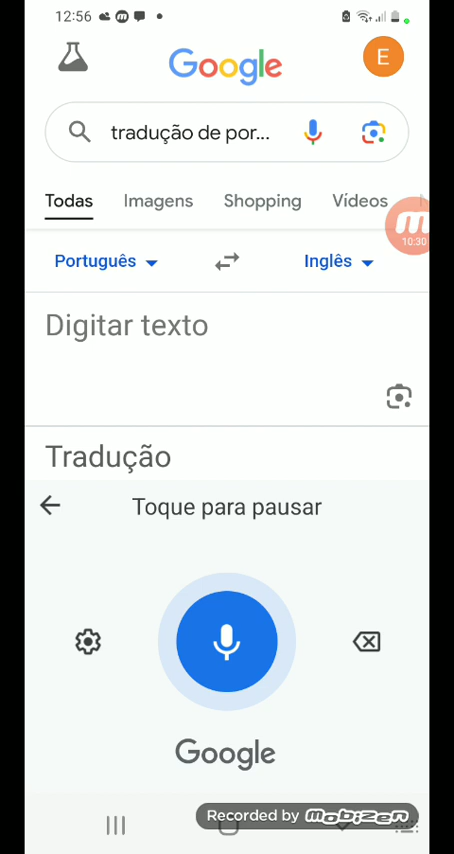 12:56
Google
E
tradução de por...
Todas Imagens Shopping Vídeos
10:30
Português Inglês
Digitar texto
Tradução
Toque para pausar
Google
Recorded by MOBIZEN